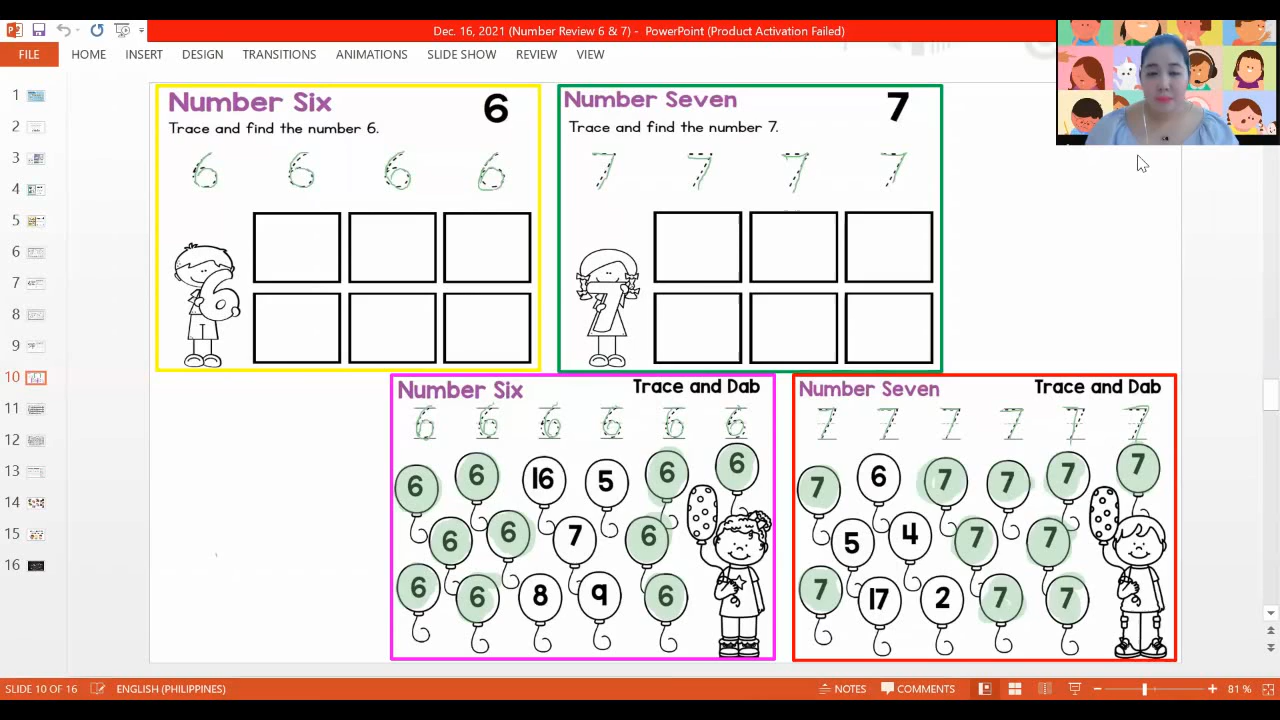 Dec. 16, 2021 (Number Review 6 & 7) - PowerPoint (Product Activation Failed)
FILE HOME INSERT DESIGN TRANSITIONS ANIMATIONS SLIDE SHOW REVIEW VIEW
1
2
3
4
5
6
7
8
9
10
11
12
13
14
15
16
Number Six 6
Trace and find the number 6.
6 6 6 6
6
Number Seven 7
Trace and find the number 7.
7 7 7 7
7
Number Six Trace and Dab
6 6 6 6 6 6
6 6 16 5 6 6
6 6 7 6
6 6 8 9 6
Number Seven Trace and Dab
7 7 7 7 7 7
7 6 7 7 7 7
5 4 7 7
7 17 2 7 7
SLIDE 10 OF 16 ENGLISH (PHILIPPINES) NOTES COMMENTS 81 %